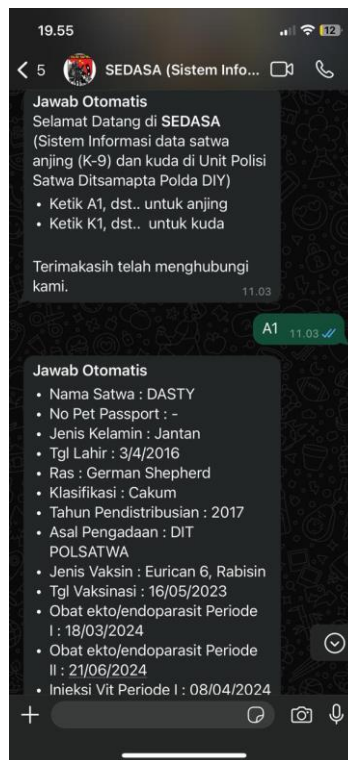 19.55
12
5
SEDASA (Sistem Info...
Jawab Otomatis
Selamat Datang di SEDASA
(Sistem Informasi data satwa
anjing (K-9) dan kuda di Unit Polisi
Satwa Ditsamapta Polda DIY)
• Ketik A1, dst.. untuk anjing
• Ketik K1, dst.. untuk kuda
Terimakasih telah menghubungi
kami.
11.03
A1 11.03
Jawab Otomatis
• Nama Satwa : DASTY
• No Pet Passport : -
• Jenis Kelamin : Jantan
• Tgl Lahir : 3/4/2016
• Ras : German Shepherd
• Klasifikasi : Cakum
• Tahun Pendistribusian : 2017
• Asal Pengadaan : DIT
POLSATWA
• Jenis Vaksin : Eurican 6, Rabisin
• Tgl Vaksinasi : 16/05/2023
• Obat ekto/endoparasit Periode
I : 18/03/2024
• Obat ekto/endoparasit Periode
II : 21/06/2024
• Injeksi Vit Periode I : 08/04/2024